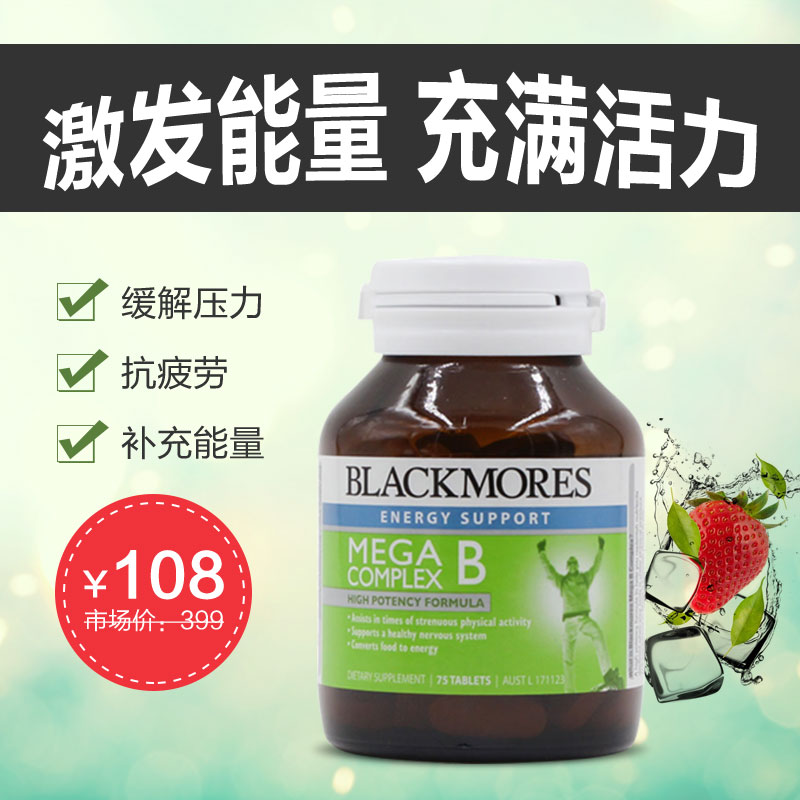 激发能量 充满活力
缓解压力
抗疲劳
补充能量
¥108
市场价：399
BLACKMORES
ENERGY SUPPORT
MEGA B
COMPLEX
HIGH POTENCY FORMULA
• Assists in times of strenuous physical activity
• Supports a healthy nervous system
• Converts food to energy
DIETARY SUPPLEMENT | 75 TABLETS | AUST L 171123